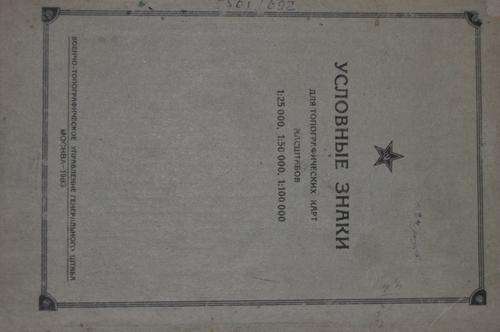 УСЛОВНЫЕ ЗНАКИ
ДЛЯ ТОПОГРАФИЧЕСКИХ КАРТ
МАСШТАБОВ
1:25 000, 1:50 000, 1:100 000
ВОЕННО-ТОПОГРАФИЧЕСКОЕ УПРАВЛЕНИЕ ГЕНЕРАЛЬНОГО ШТАБА
МОСКВА